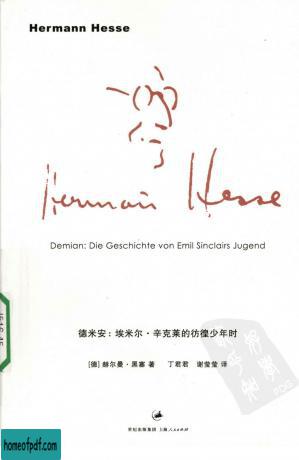 Hermann Hesse
Hermann Hesse
Demian: Die Geschichte von Emil Sinclairs Jugend
德米安：埃米尔·辛克莱的彷徨少年时
[德] 赫尔曼·黑塞 著 丁君君 谢莹莹 译
世纪出版集团 上海人民出版社
homeofpdf.com